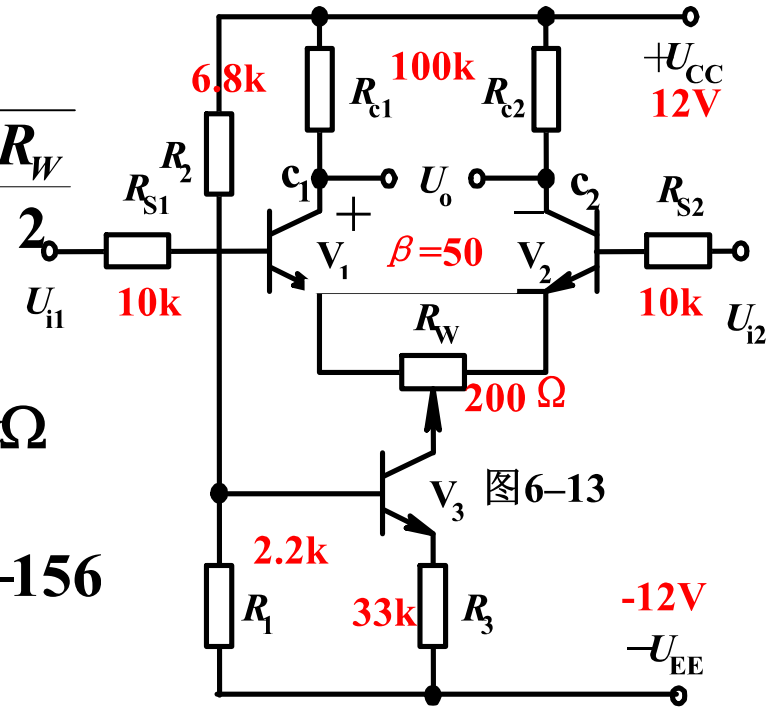 +U_CC
6.8k
100k
12V
R_c1
R_c2
R_W
R_2
R_S1
c_1
U_o
c_2
R_S2
2
+
−
V_1
β=50
V_2
U_i1
10k
10k
U_i2
R_W
200 Ω
Ω
V_3
图6–13
2.2k
-156
R_1
33k
R_3
-12V
−U_EE